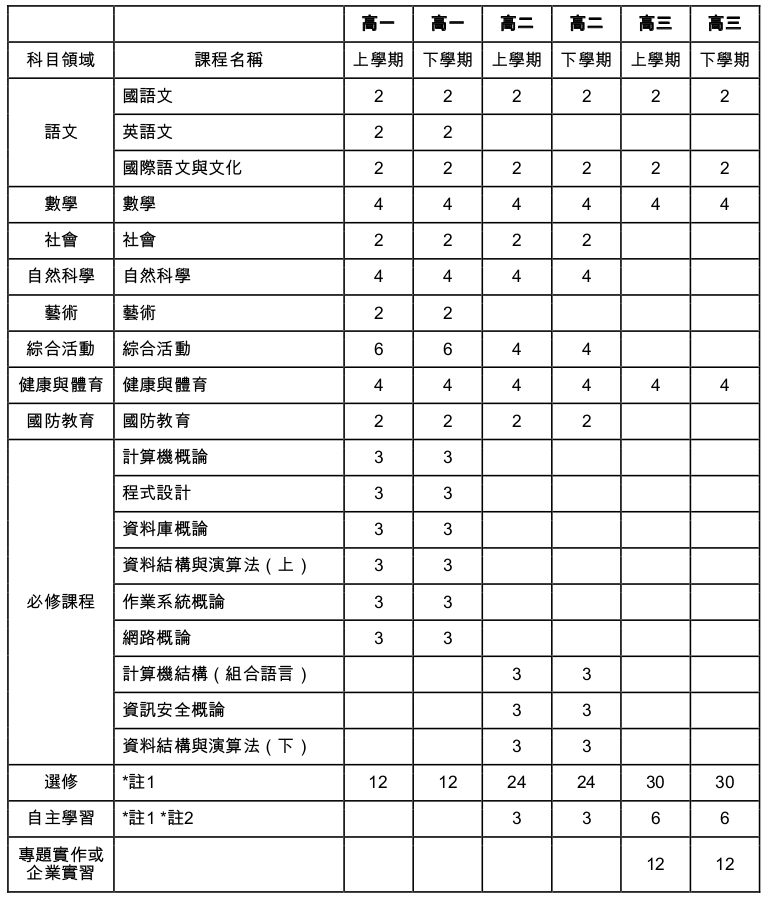 高一 高一 高二 高二 高三 高三
科目領域 課程名稱 上學期 下學期 上學期 下學期 上學期 下學期
語文 國語文 2 2 2 2 2 2
英語文 2 2
國際語文與文化 2 2 2 2 2 2
數學 數學 4 4 4 4 4 4
社會 社會 2 2 2 2
自然科學 自然科學 4 4 4 4
藝術 藝術 2 2
綜合活動 綜合活動 6 6 4 4
健康與體育 健康與體育 4 4 4 4 4 4
國防教育 國防教育 2 2 2 2
必修課程 計算機概論 3 3
程式設計 3 3
資料庫概論 3 3
資料結構與演算法（上） 3 3
作業系統概論 3 3
網路概論 3 3
計算機結構（組合語言） 3 3
資訊安全概論 3 3
資料結構與演算法（下） 3 3
選修 *註1 12 12 24 24 30 30
自主學習 *註1 *註2 3 3 6 6
專題實作或
企業實習 12 12